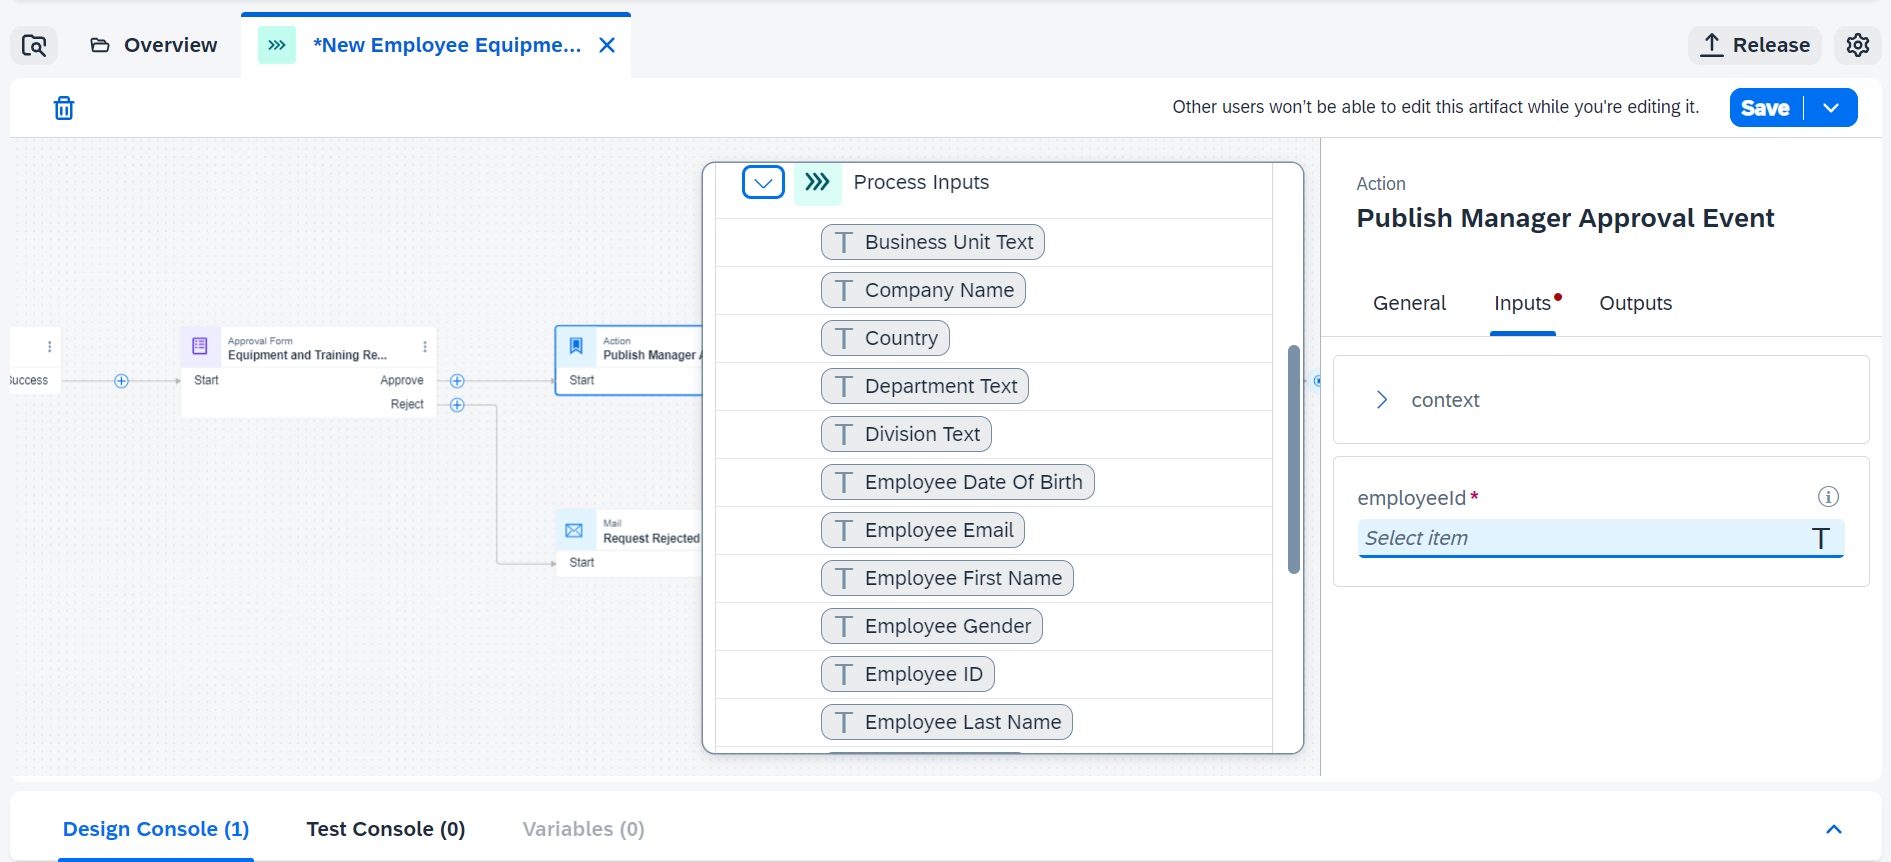 Overview
*New Employee Equipme...
Release
Other users won't be able to edit this artifact while you're editing it.
Save
Process Inputs
Business Unit Text
Company Name
Country
Department Text
Division Text
Employee Date Of Birth
Employee Email
Employee First Name
Employee Gender
Employee ID
Employee Last Name
Success
Approval Form
Equipment and Training Re...
Start
Approve
Reject
Action
Publish Manager
Start
Mail
Request Rejected
Start
Action
Publish Manager Approval Event
General
Inputs
Outputs
context
employeeId *
Select item
Design Console (1)
Test Console (0)
Variables (0)